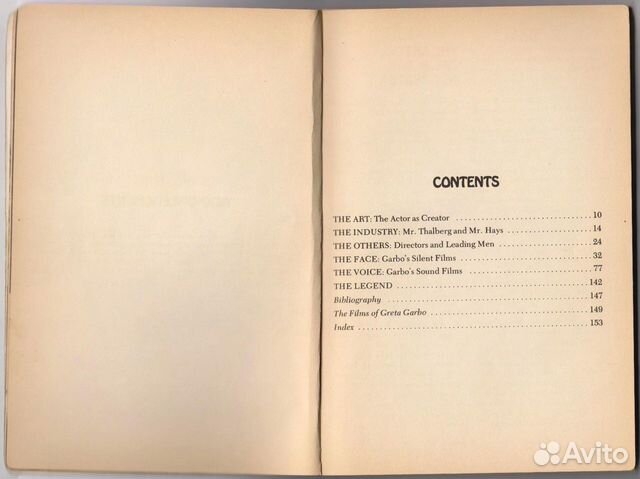 CONTENTS
THE ART: The Actor as Creator ........ 10
THE INDUSTRY: Mr. Thalberg and Mr. Hays ........ 14
THE OTHERS: Directors and Leading Men ........ 24
THE FACE: Garbo's Silent Films ........ 32
THE VOICE: Garbo's Sound Films ........ 77
THE LEGEND ........ 142
Bibliography ........ 147
The Films of Greta Garbo ........ 149
Index ........ 153
Avito